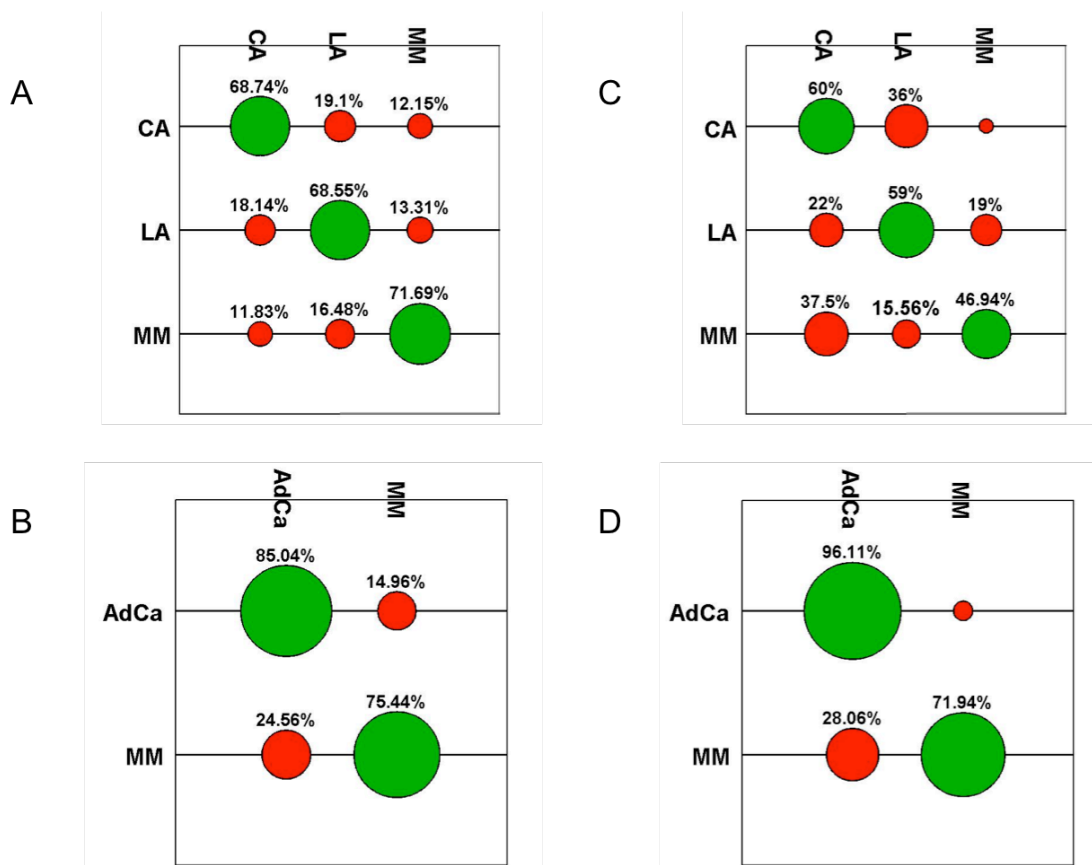 A
CA LA MM
68.74% 19.1% 12.15%
CA
18.14% 68.55% 13.31%
LA
11.83% 16.48% 71.69%
MM
C
CA LA MM
60% 36%
CA
22% 59% 19%
LA
37.5% 15.56% 46.94%
MM
B
AdCa MM
85.04% 14.96%
AdCa
24.56% 75.44%
MM
D
AdCa MM
96.11%
AdCa
28.06% 71.94%
MM